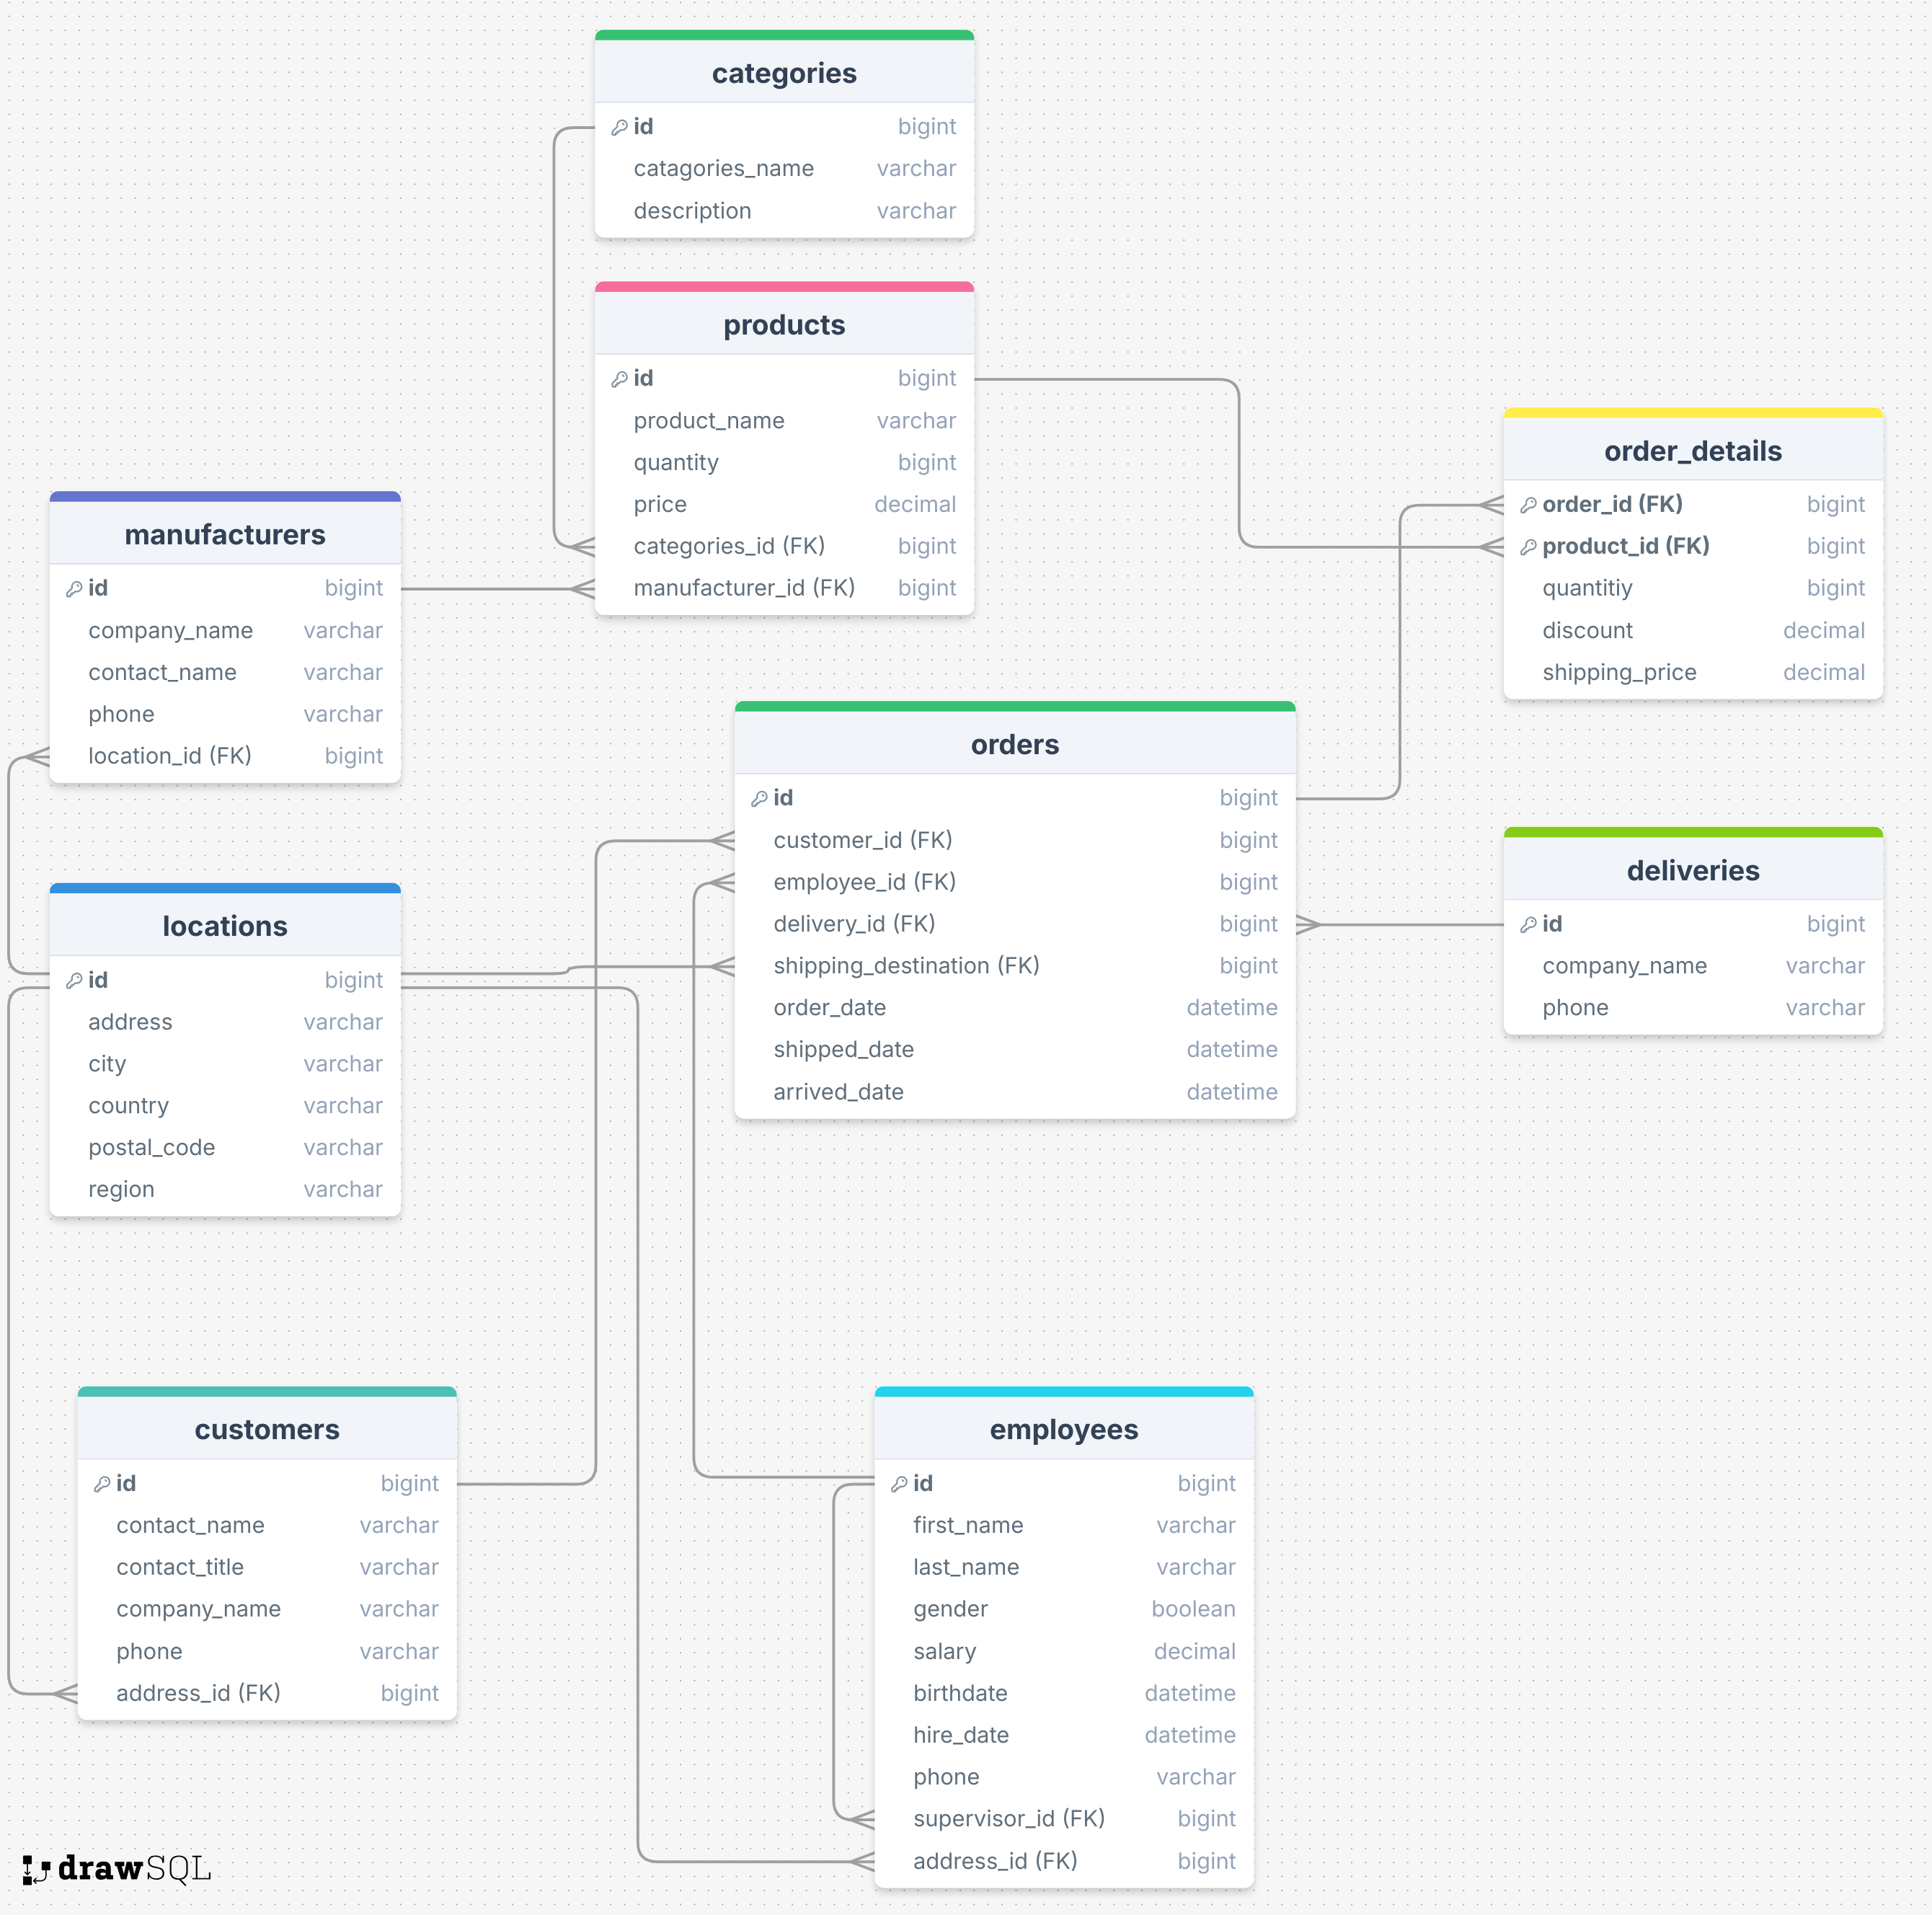 categories
id bigint
catagories_name varchar
description varchar
products
id bigint
product_name varchar
quantity bigint
price decimal
categories_id (FK) bigint
manufacturer_id (FK) bigint
order_details
order_id (FK) bigint
product_id (FK) bigint
quantitiy bigint
discount decimal
shipping_price decimal
manufacturers
id bigint
company_name varchar
contact_name varchar
phone varchar
location_id (FK) bigint
orders
id bigint
customer_id (FK) bigint
employee_id (FK) bigint
delivery_id (FK) bigint
shipping_destination (FK) bigint
order_date datetime
shipped_date datetime
arrived_date datetime
deliveries
id bigint
company_name varchar
phone varchar
locations
id bigint
address varchar
city varchar
country varchar
postal_code varchar
region varchar
customers
id bigint
contact_name varchar
contact_title varchar
company_name varchar
phone varchar
address_id (FK) bigint
employees
id bigint
first_name varchar
last_name varchar
gender boolean
salary decimal
birthdate datetime
hire_date datetime
phone varchar
supervisor_id (FK) bigint
address_id (FK) bigint
drawSQL